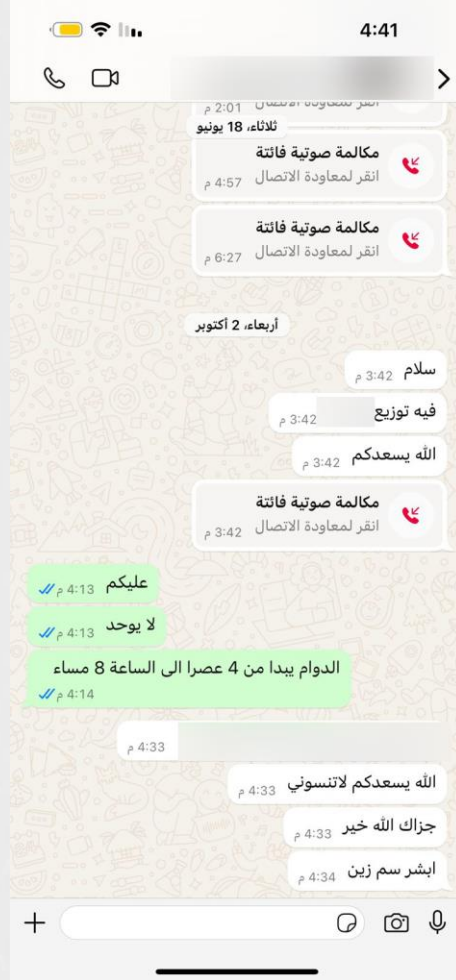 4:41
2:01 م
ثلاثاء، 18 يونيو
مكالمة صوتية فائتة
انقر لمعاودة الاتصال 4:57 م
مكالمة صوتية فائتة
انقر لمعاودة الاتصال 6:27 م
أربعاء، 2 أكتوبر
سلام 3:42 م
فيه توزيع 3:42 م
الله يسعدكم 3:42 م
مكالمة صوتية فائتة
انقر لمعاودة الاتصال 3:42 م
عليكم 4:13 م
لا يوحد 4:13 م
الدوام يبدا من 4 عصرا الى الساعة 8 مساء
4:14 م
4:33 م
الله يسعدكم لاتنسوني 4:33 م
جزاك الله خير 4:33 م
ابشر سم زين 4:34 م